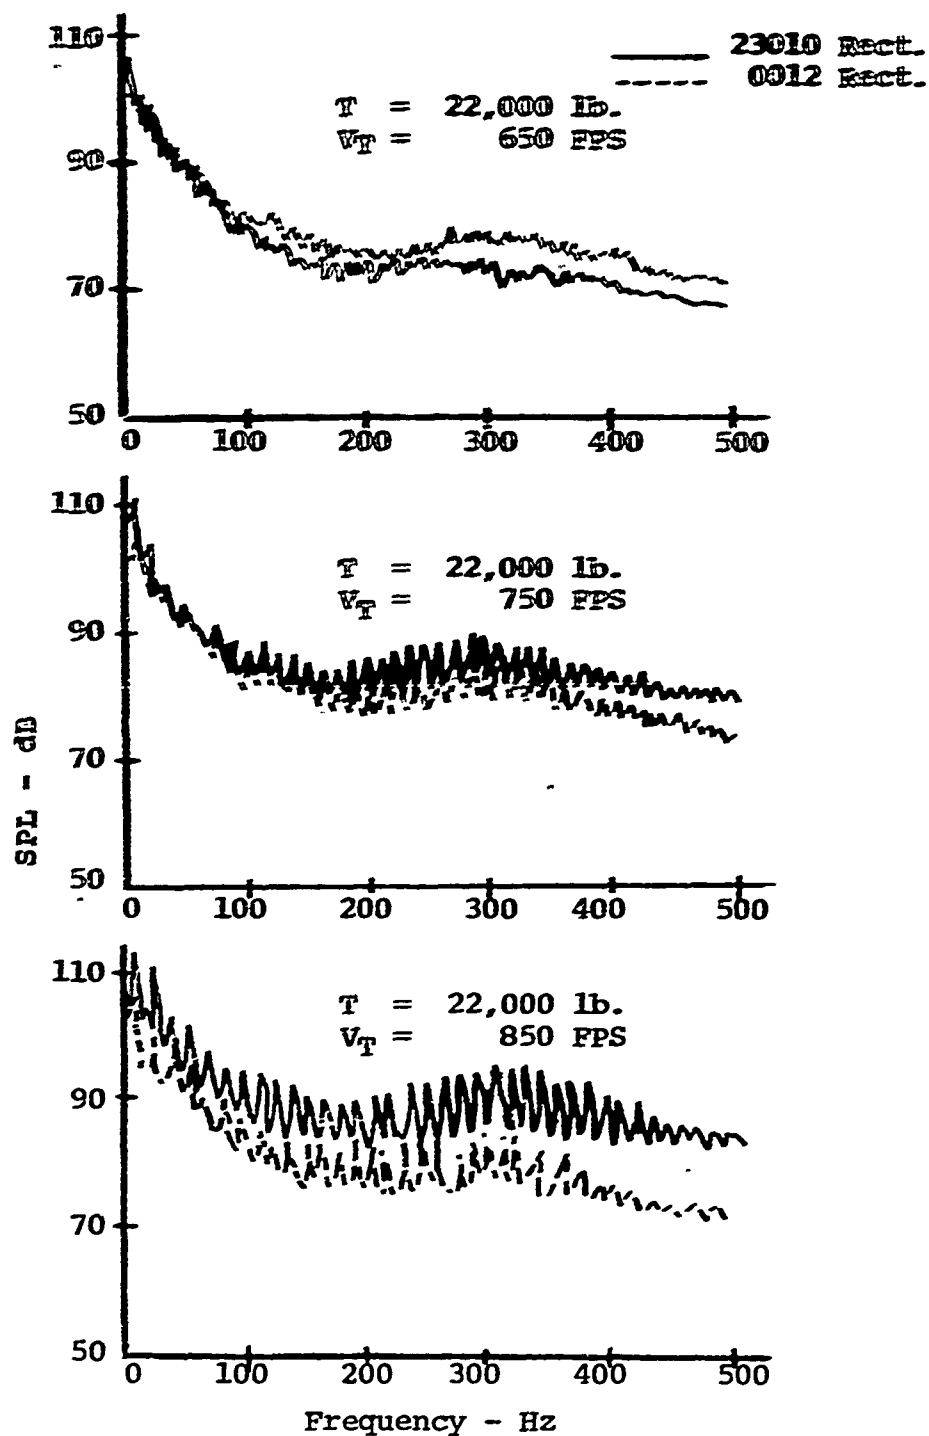 110
23010 Rect.
0012 Rect.
T = 22,000 lb.
VT = 650 FPS
90
70
50
0 100 200 300 400 500
110
T = 22,000 lb.
VT = 750 FPS
90
70
50
0 100 200 300 400 500
SPL - dB
110
T = 22,000 lb.
VT = 850 FPS
90
70
50
0 100 200 300 400 500
Frequency - Hz